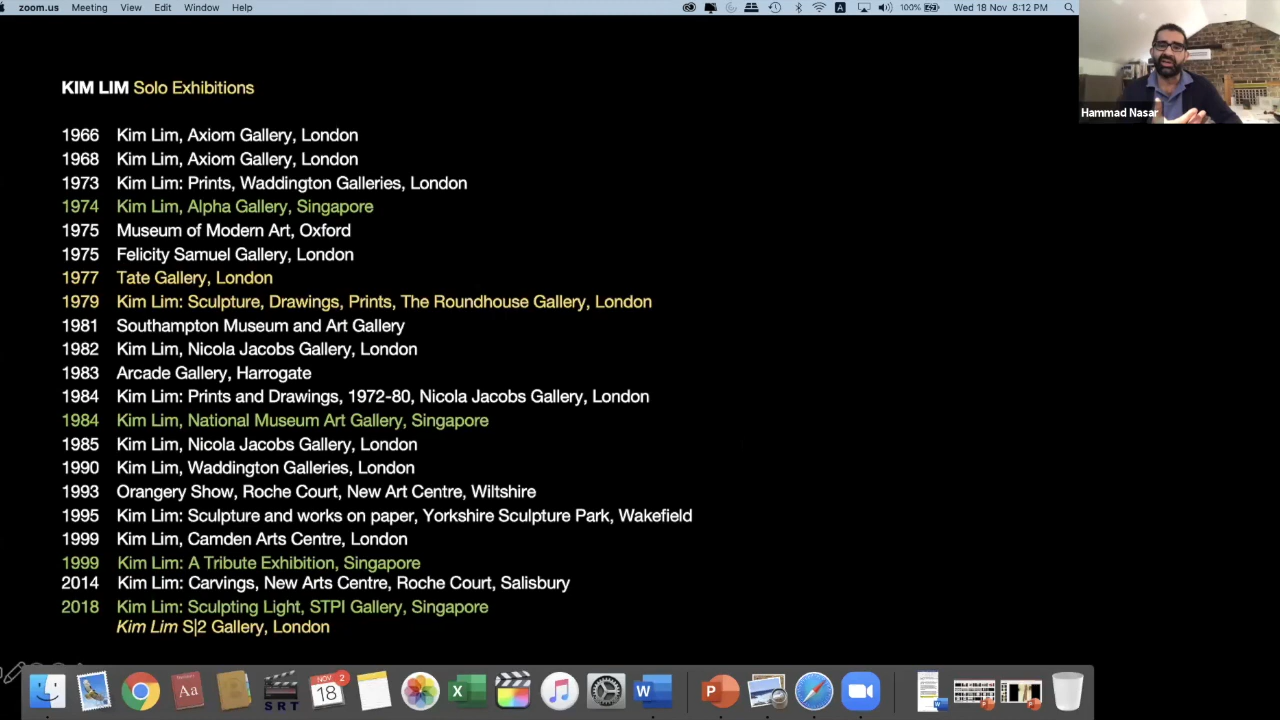 zoom.us Meeting View Edit Window Help
A 100% Wed 18 Nov 8:12 PM
Hammad Nasar
KIM LIM Solo Exhibitions
1966 Kim Lim, Axiom Gallery, London
1968 Kim Lim, Axiom Gallery, London
1973 Kim Lim: Prints, Waddington Galleries, London
1974 Kim Lim, Alpha Gallery, Singapore
1975 Museum of Modern Art, Oxford
1975 Felicity Samuel Gallery, London
1977 Tate Gallery, London
1979 Kim Lim: Sculpture, Drawings, Prints, The Roundhouse Gallery, London
1981 Southampton Museum and Art Gallery
1982 Kim Lim, Nicola Jacobs Gallery, London
1983 Arcade Gallery, Harrogate
1984 Kim Lim: Prints and Drawings, 1972-80, Nicola Jacobs Gallery, London
1984 Kim Lim, National Museum Art Gallery, Singapore
1985 Kim Lim, Nicola Jacobs Gallery, London
1990 Kim Lim, Waddington Galleries, London
1993 Orangery Show, Roche Court, New Art Centre, Wiltshire
1995 Kim Lim: Sculpture and works on paper, Yorkshire Sculpture Park, Wakefield
1999 Kim Lim, Camden Arts Centre, London
1999 Kim Lim: A Tribute Exhibition, Singapore
2014 Kim Lim: Carvings, New Arts Centre, Roche Court, Salisbury
2018 Kim Lim: Sculpting Light, STPI Gallery, Singapore
Kim Lim S|2 Gallery, London
Aa SRT NOV 18 2 X W P W P P